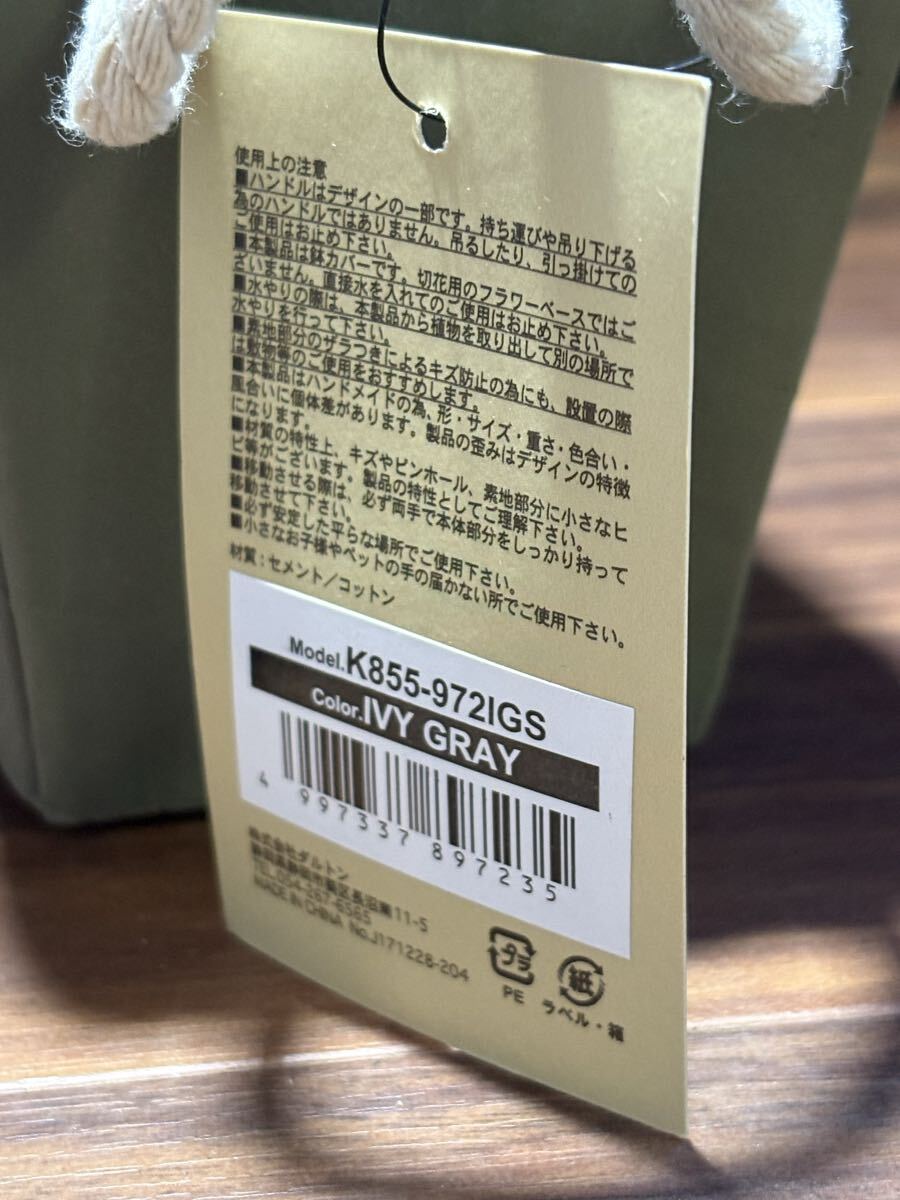 使用上の注意
■ハンドルはデザインの一部です。持ち運びや吊り下げる
為のハンドルではありません。吊るしたり、引っ掛けての
ご使用はお止め下さい。
■本製品は鉢カバーです。切花用のフラワーベースではご
ざいません。直接水を入れてのご使用はお止め下さい。
■水やりの際は、本製品から植物を取り出して別の場所で
水やりを行って下さい。
■素地部分のザラつきによるキズ防止の為にも、設置の際
は敷物等のご使用をおすすめします。
■本製品はハンドメイドの為、形・サイズ・重さ・色合い・
風合いに個体差があります。製品の歪みはデザインの特徴
になります。
■材質の特性上、キズやピンホール、素地部分に小さなヒ
ビ等がございます。製品の特性としてご理解下さい。
■移動させる際は、必ず両手で本体部分をしっかり持って
移動させて下さい。
■必ず安定した平らな場所でご使用下さい。
■小さなお子様やペットの手の届かない所でご使用下さい。
材質：セメント／コットン
Model.K855-972IGS
Color.IVY GRAY
4 997337 897235
株式会社ダルトン
静岡県静岡市葵区長沼南11-5
TEL.054-267-6565
MADE IN CHINA No.J171228-204
プラ
PE
紙
ラベル・箱